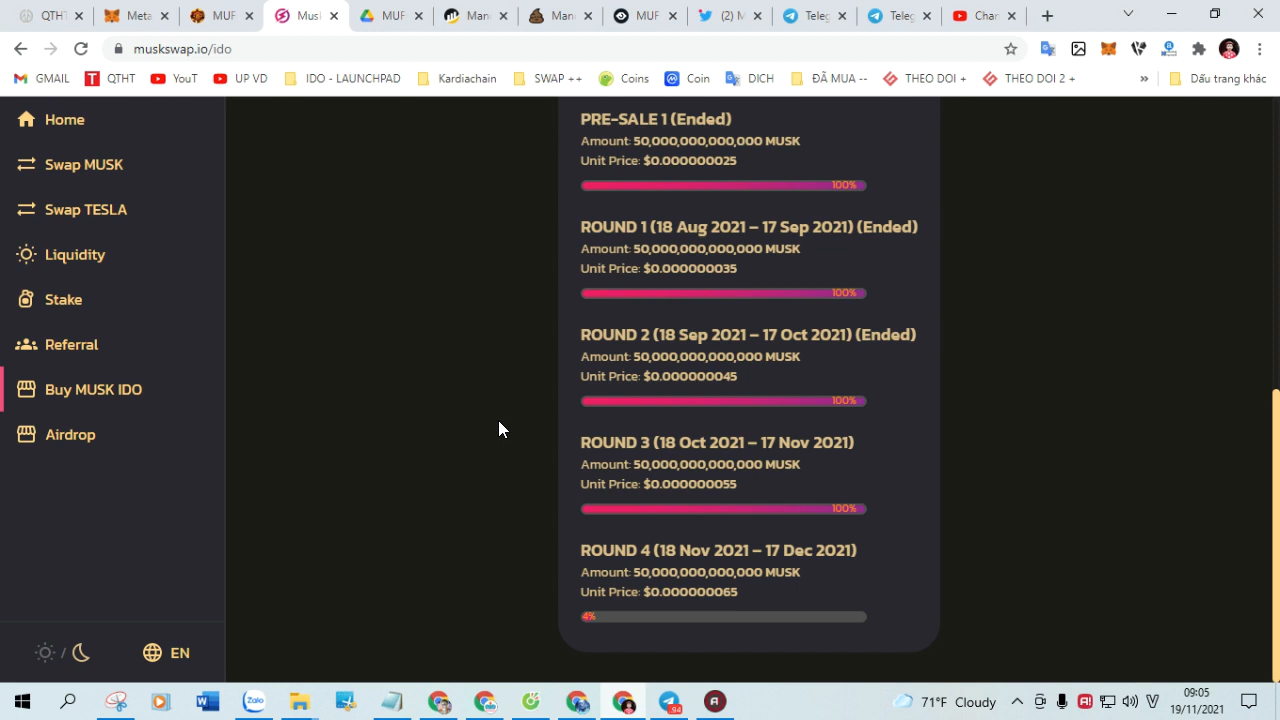 QTHT
Meta
MUF
Musk
MUF
Man
Man
MUF
(2) M
Teleg
Teleg
Chan
muskswap.io/ido
GMAIL
QTHT
YouT
UP VD
IDO - LAUNCHPAD
Kardiachain
SWAP ++
Coins
Coin
DICH
ĐÃ MUA --
THEO DOI +
THEO DOI 2 +
»
Dấu trang khác
Home
Swap MUSK
Swap TESLA
Liquidity
Stake
Referral
Buy MUSK IDO
Airdrop
/
EN
PRE-SALE 1 (Ended)
Amount: 50,000,000,000,000 MUSK
Unit Price: $0.000000025
100%
ROUND 1 (18 Aug 2021 – 17 Sep 2021) (Ended)
Amount: 50,000,000,000,000 MUSK
Unit Price: $0.000000035
100%
ROUND 2 (18 Sep 2021 – 17 Oct 2021) (Ended)
Amount: 50,000,000,000,000 MUSK
Unit Price: $0.000000045
100%
ROUND 3 (18 Oct 2021 – 17 Nov 2021)
Amount: 50,000,000,000,000 MUSK
Unit Price: $0.000000055
100%
ROUND 4 (18 Nov 2021 – 17 Dec 2021)
Amount: 50,000,000,000,000 MUSK
Unit Price: $0.000000065
4%
Zalo
94
71°F Cloudy
09:05
19/11/2021